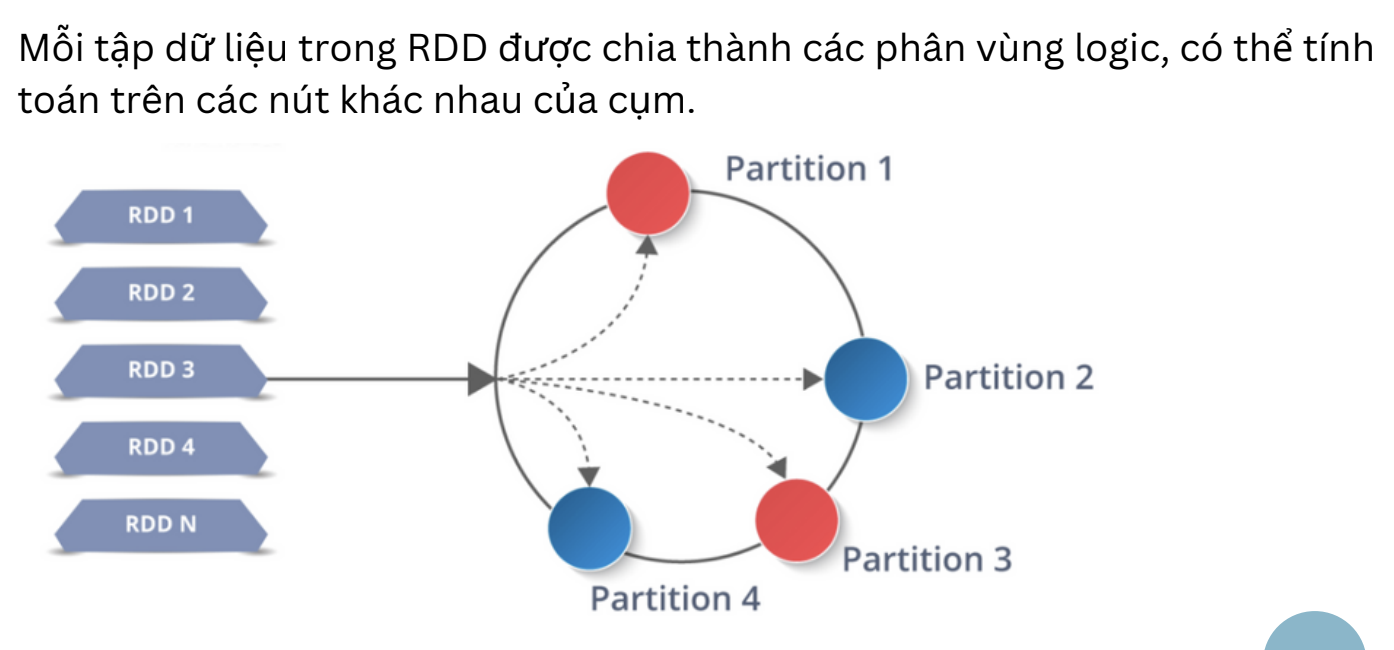 Mỗi tập dữ liệu trong RDD được chia thành các phân vùng logic, có thể tính
toán trên các nút khác nhau của cụm.
RDD 1
RDD 2
RDD 3
RDD 4
RDD N
Partition 1
Partition 2
Partition 3
Partition 4